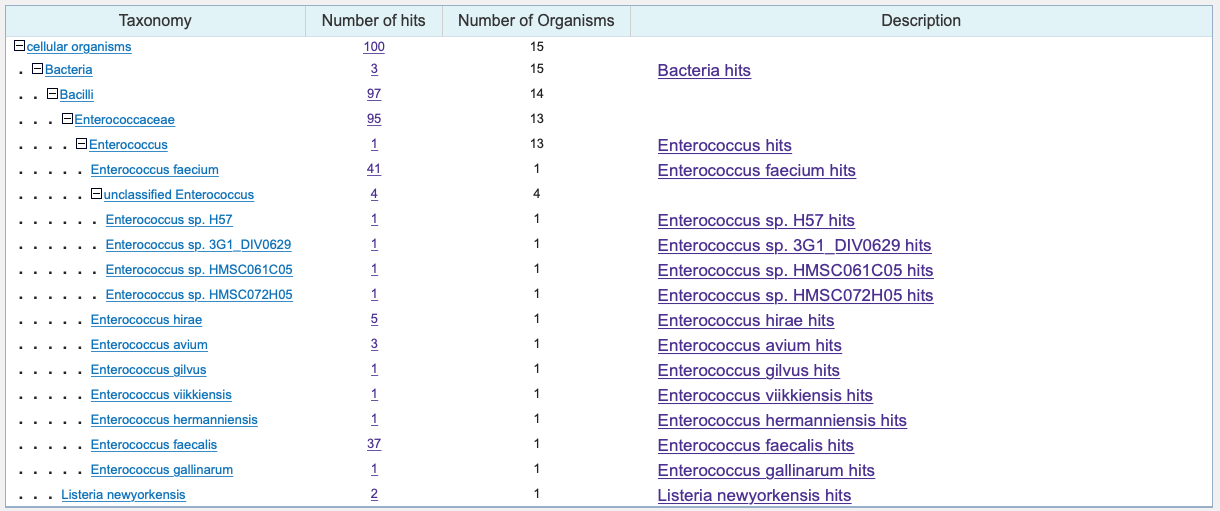 Taxonomy Number of hits Number of Organisms Description
cellular organisms 100 15
. Bacteria 3 15 Bacteria hits
. . Bacilli 97 14
. . . Enterococcaceae 95 13
. . . . Enterococcus 1 13 Enterococcus hits
. . . . . Enterococcus faecium 41 1 Enterococcus faecium hits
. . . . . unclassified Enterococcus 4 4
. . . . . . Enterococcus sp. H57 1 1 Enterococcus sp. H57 hits
. . . . . . Enterococcus sp. 3G1_DIV0629 1 1 Enterococcus sp. 3G1_DIV0629 hits
. . . . . . Enterococcus sp. HMSC061C05 1 1 Enterococcus sp. HMSC061C05 hits
. . . . . . Enterococcus sp. HMSC072H05 1 1 Enterococcus sp. HMSC072H05 hits
. . . . . Enterococcus hirae 5 1 Enterococcus hirae hits
. . . . . Enterococcus avium 3 1 Enterococcus avium hits
. . . . . Enterococcus gilvus 1 1 Enterococcus gilvus hits
. . . . . Enterococcus viikkiensis 1 1 Enterococcus viikkiensis hits
. . . . . Enterococcus hermanniensis 1 1 Enterococcus hermanniensis hits
. . . . . Enterococcus faecalis 37 1 Enterococcus faecalis hits
. . . . . Enterococcus gallinarum 1 1 Enterococcus gallinarum hits
. . . Listeria newyorkensis 2 1 Listeria newyorkensis hits